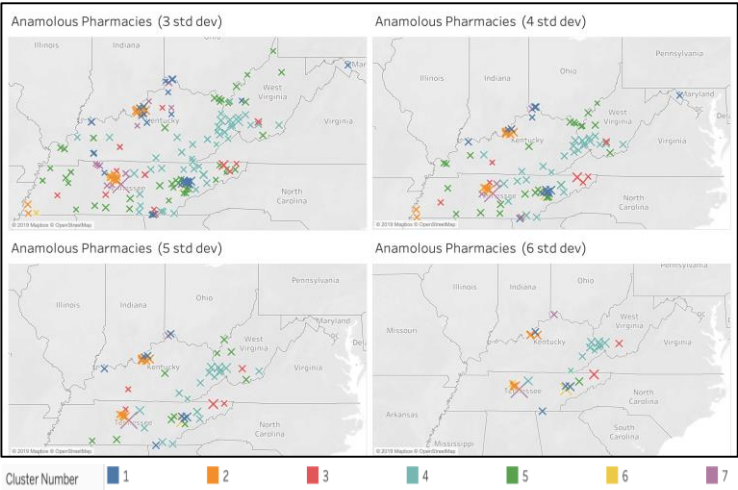 Anamolous Pharmacies (3 std dev)
Anamolous Pharmacies (4 std dev)
Illinois
Indiana
Ohio
West
Virginia
Mar
Kentucky
Virginia
North
Carolina
© 2019 Mapbox © OpenStreetMap
Pennsylvania
Illinois
Indiana
Ohio
Maryland
West
Virginia
Kentucky
Virginia
North
Carolina
© 2019 Mapbox © OpenStreetMap
Anamolous Pharmacies (5 std dev)
Anamolous Pharmacies (6 std dev)
Pennsylvania
Illinois
Indiana
Ohio
Maryland
West
Virginia
Kentucky
Virginia
North
Carolina
© 2019 Mapbox © OpenStreetMap
Pennsylvania
Illinois
Indiana
Ohio
Missouri
West
Virginia
Kentucky
Virginia
Tennessee
North
Carolina
Arkansas
South
Carolina
Mississippi
© 2019 Mapbox © OpenStreetMap
Cluster Number 1 2 3 4 5 6 7